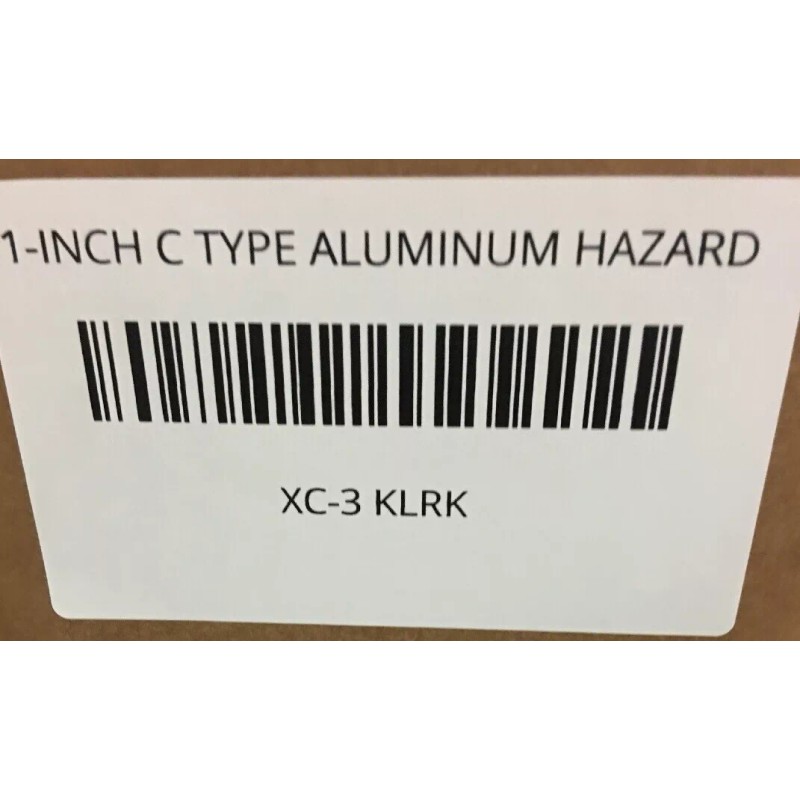 1-INCH C TYPE ALUMINUM HAZARD
XC-3 KLRK